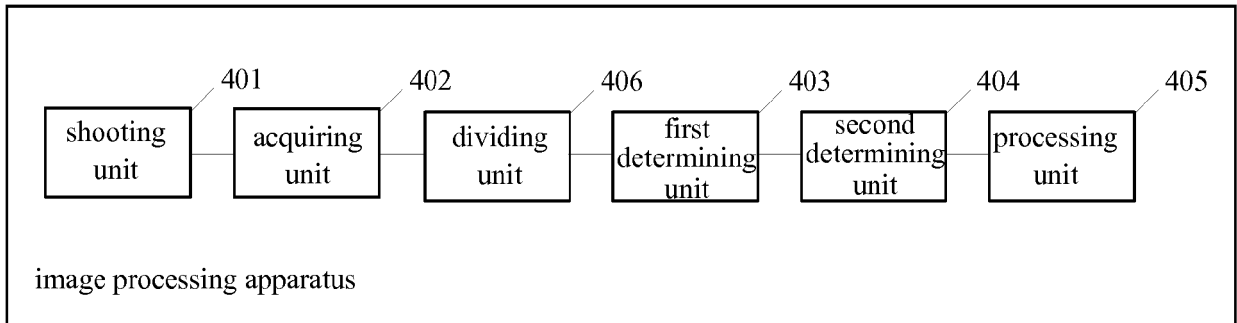 401
402
406
403
404
405
shooting
unit
acquiring
unit
dividing
unit
first
determining
unit
second
determining
unit
processing
unit
image processing apparatus